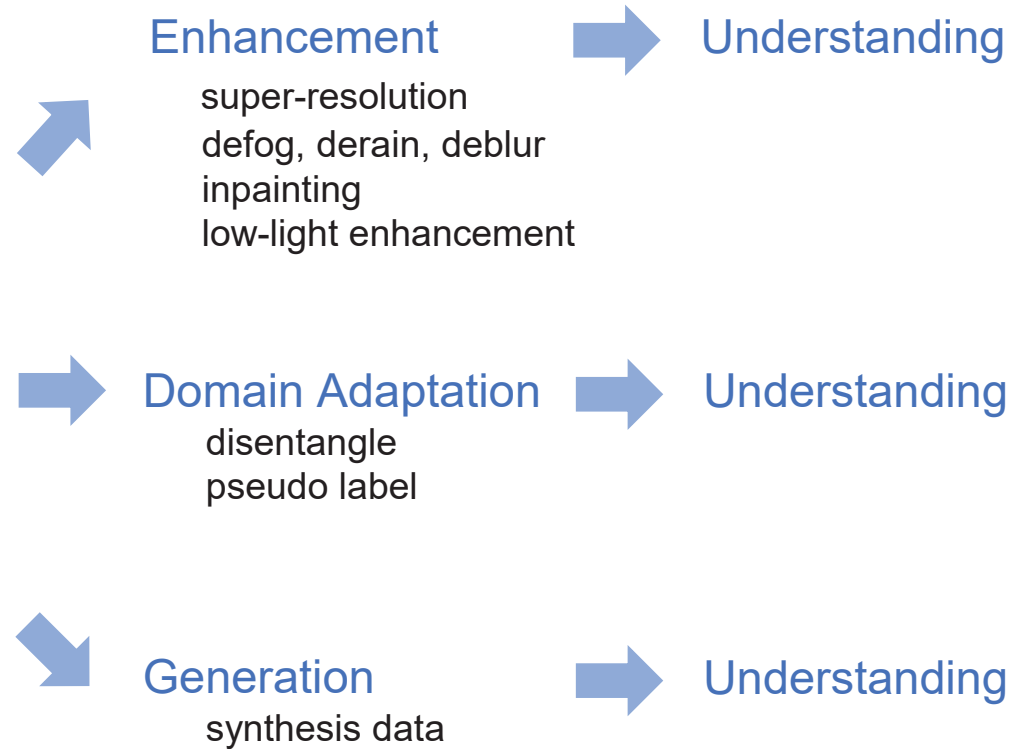 Enhancement
Understanding
super-resolution
defog, derain, deblur
inpainting
low-light enhancement
Domain Adaptation
Understanding
disentangle
pseudo label
Generation
Understanding
synthesis data